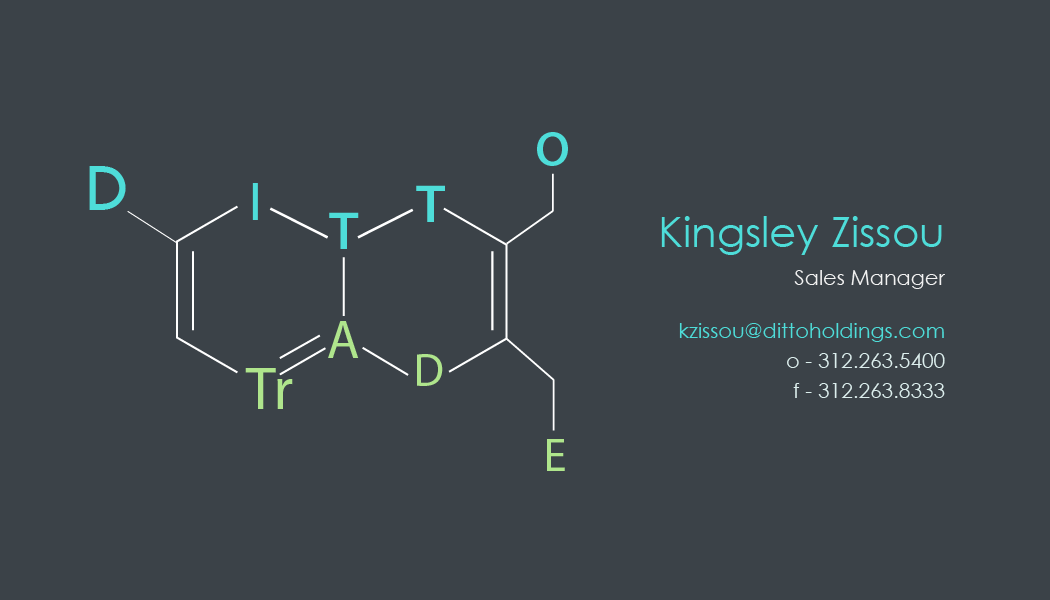 D I T T O
Tr A D E
Kingsley Zissou
Sales Manager
kzissou@dittoholdings.com
o - 312.263.5400
f - 312.263.8333